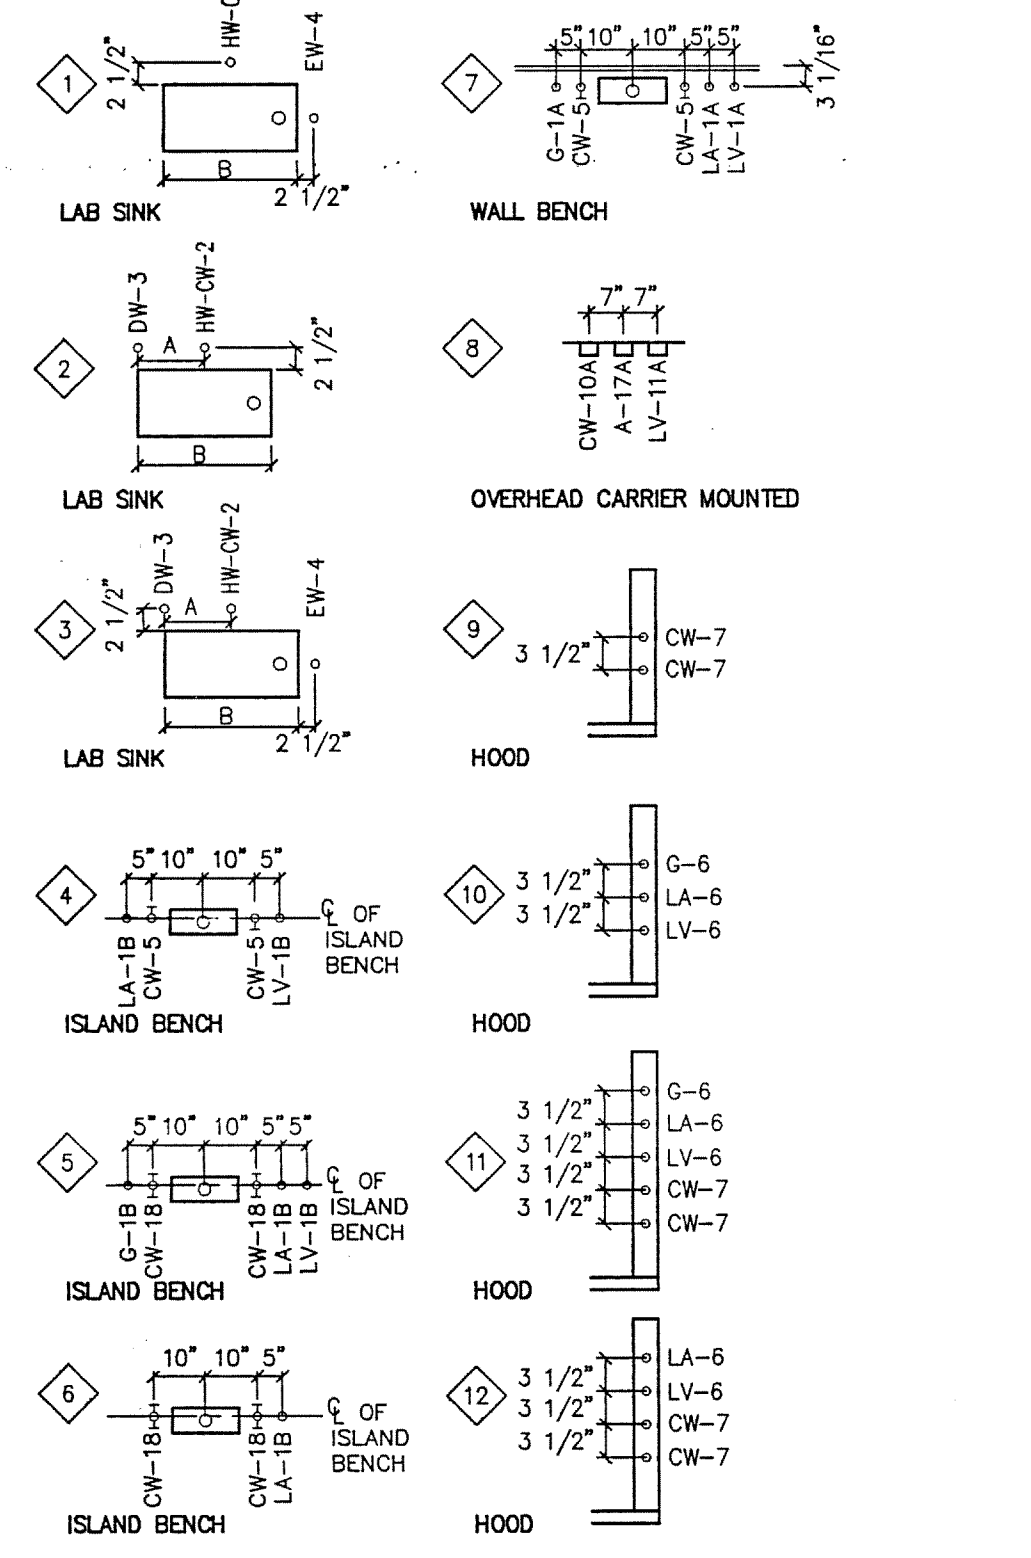 1
2 1/2"
EW-4
B
2 1/2"
LAB SINK
2
DW-3
HW-CW-2
A
2 1/2"
B
LAB SINK
3
2 1/2"
DW-3
A
HW-CW-2
EW-4
B
2 1/2"
LAB SINK
4
5" 10" 10" 5"
LA-1B
CW-5
CW-5
LV-1B
℄ OF
ISLAND
BENCH
ISLAND BENCH
5
5" 10" 10" 5" 5"
G-1B
CW-18
CW-18
LA-1B
LV-1B
℄ OF
ISLAND
BENCH
ISLAND BENCH
6
10" 10" 5"
CW-18
CW-18
LA-1B
℄ OF
ISLAND
BENCH
ISLAND BENCH
7
5" 10" 10" 5" 5"
3 1/16"
G-1A
CW-5
CW-5
LA-1A
LV-1A
WALL BENCH
8
7" 7"
CW-10A
A-17A
LV-11A
OVERHEAD CARRIER MOUNTED
9
3 1/2"
CW-7
CW-7
HOOD
10
3 1/2"
3 1/2"
G-6
LA-6
LV-6
HOOD
11
3 1/2"
3 1/2"
3 1/2"
3 1/2"
G-6
LA-6
LV-6
CW-7
CW-7
HOOD
12
3 1/2"
3 1/2"
3 1/2"
LA-6
LV-6
CW-7
CW-7
HOOD